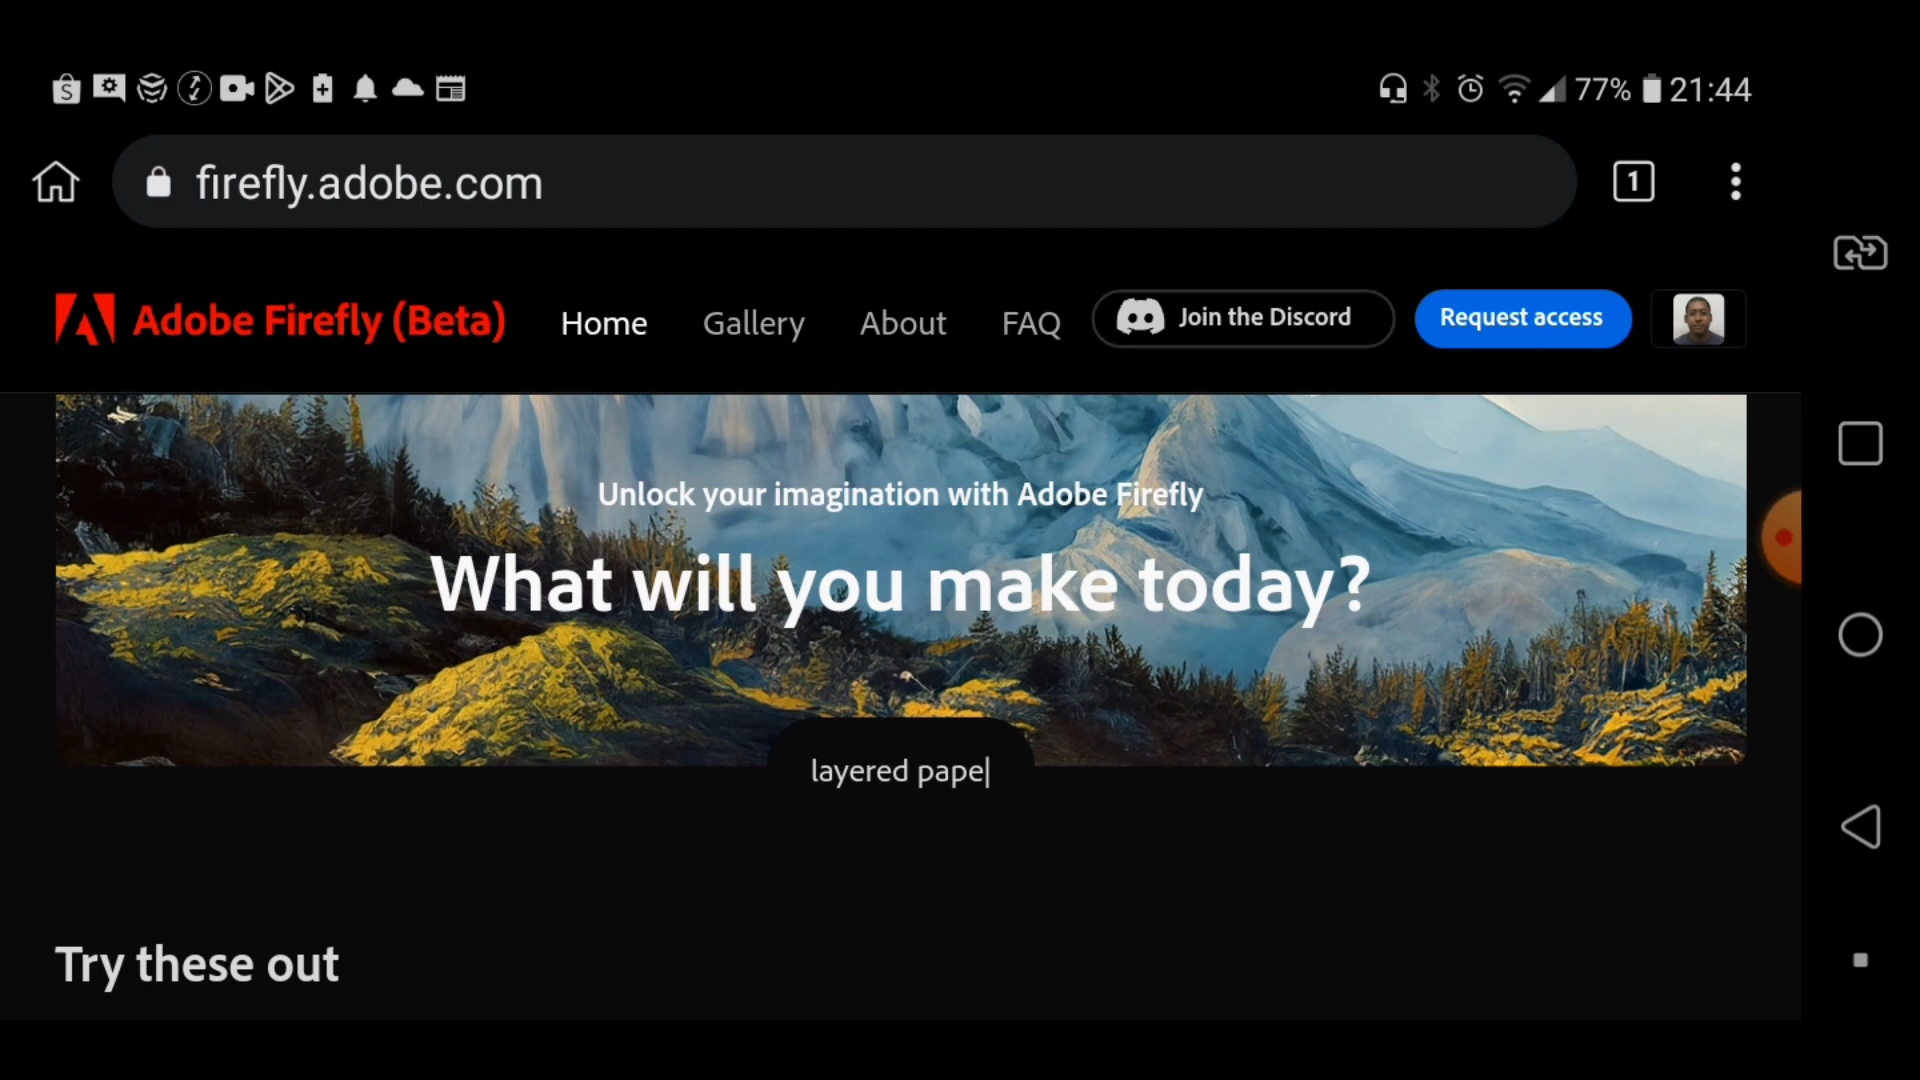 77% 21:44
firefly.adobe.com
1
Adobe Firefly (Beta) Home Gallery About FAQ Join the Discord Request access
Unlock your imagination with Adobe Firefly
What will you make today?
layered pape
Try these out